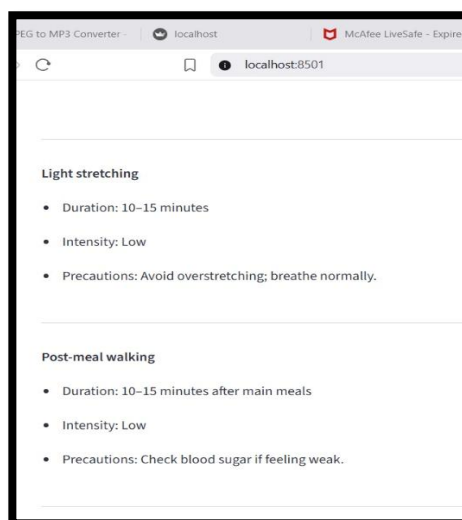 PEG to MP3 Converter - localhost McAfee LiveSafe - Expire
localhost:8501
Light stretching
• Duration: 10–15 minutes
• Intensity: Low
• Precautions: Avoid overstretching; breathe normally.
Post-meal walking
• Duration: 10–15 minutes after main meals
• Intensity: Low
• Precautions: Check blood sugar if feeling weak.